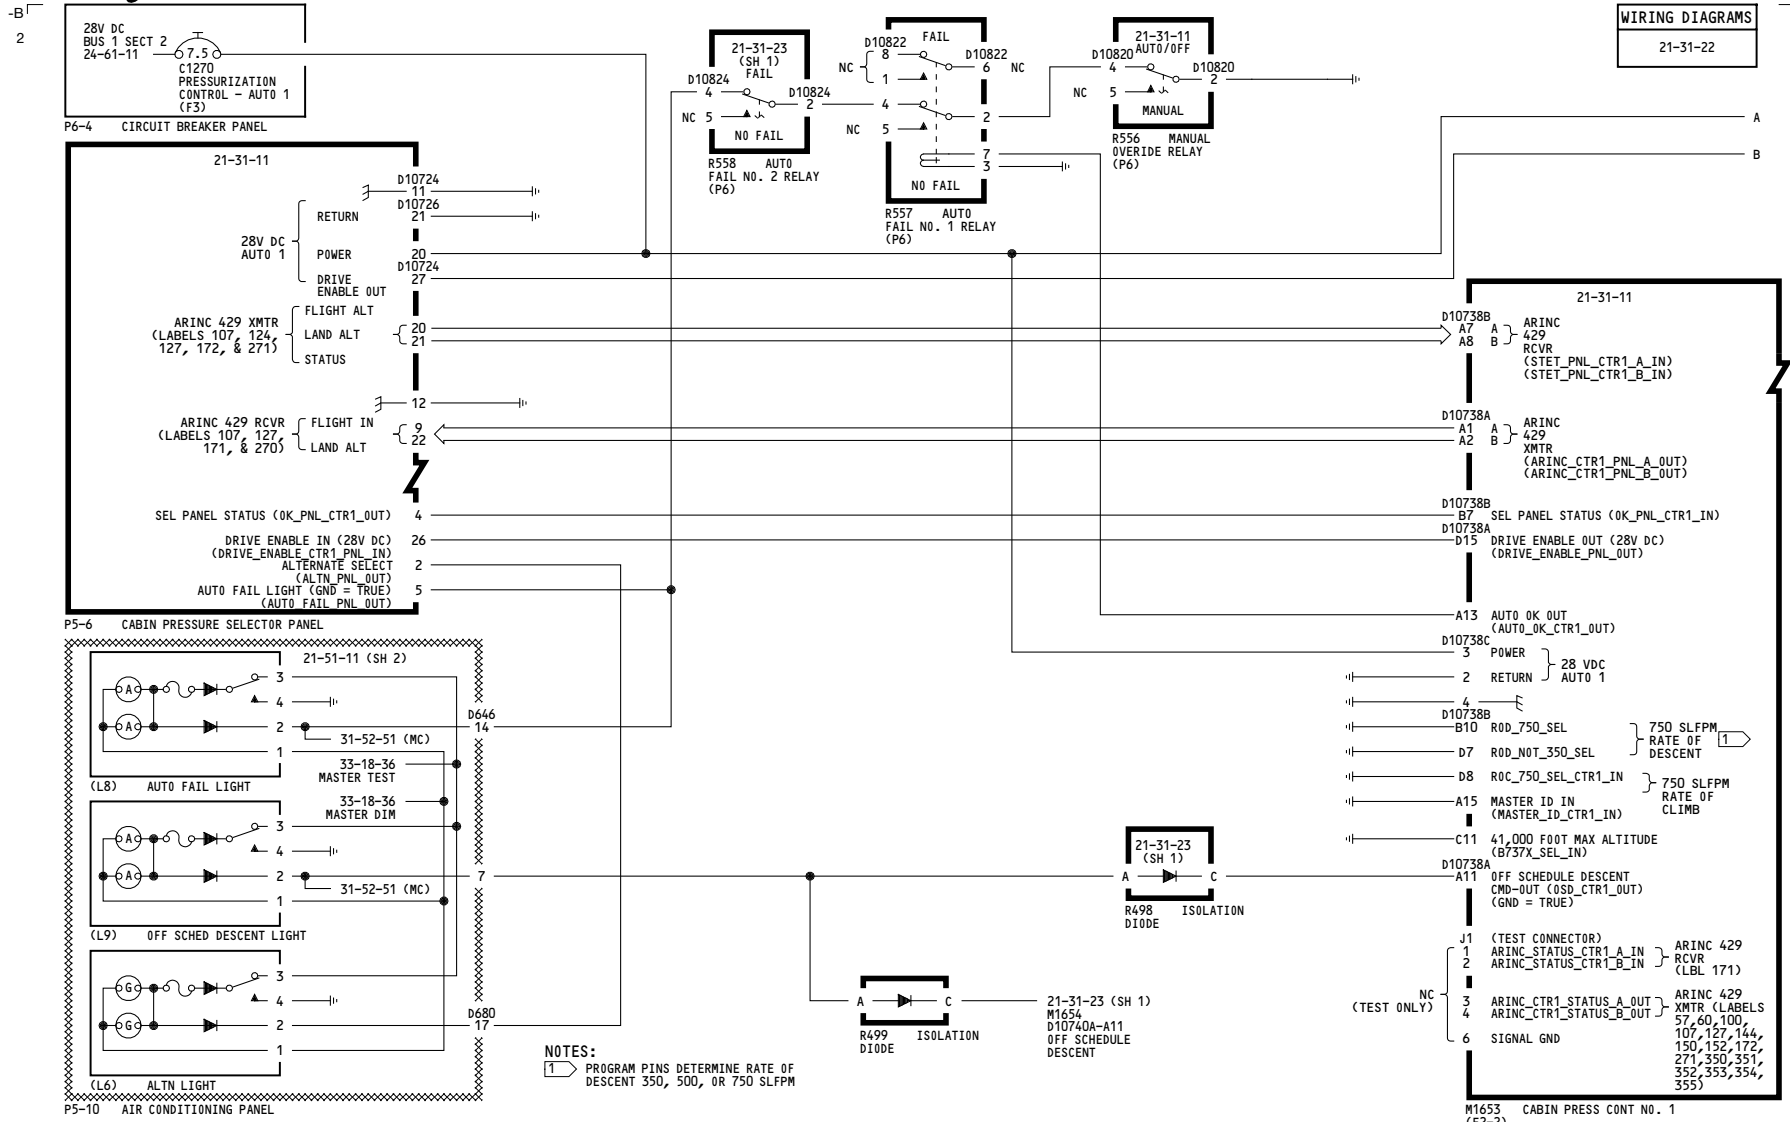 -B
2
WIRING DIAGRAMS
21-31-22
28V DC
BUS 1 SECT 2
24-61-11
7.5
C1270
PRESSURIZATION
CONTROL - AUTO 1
(F3)
P6-4 CIRCUIT BREAKER PANEL
21-31-23
(SH 1)
FAIL
D10824
4
D10824
2
NC 5
NO FAIL
R558 AUTO
FAIL NO. 2 RELAY
(P6)
FAIL
D10822
8
D10822
6 NC
NC
1
4
2
NC 5
7
3
NO FAIL
R557 AUTO
FAIL NO. 1 RELAY
(P6)
21-31-11
AUTO/OFF
D10820
4
D10820
2
NC 5
MANUAL
R556 MANUAL
OVERIDE RELAY
(P6)
A
B
21-31-11
D10724
11
D10726
RETURN 21
28V DC
AUTO 1
POWER 20
D10724
DRIVE 27
ENABLE OUT
FLIGHT ALT
ARINC 429 XMTR
(LABELS 107, 124,
127, 172, & 271)
LAND ALT
20
21
STATUS
12
ARINC 429 RCVR
(LABELS 107, 127,
171, & 270)
FLIGHT IN
LAND ALT
9
22
SEL PANEL STATUS (OK_PNL_CTR1_OUT) 4
DRIVE ENABLE IN (28V DC) 26
(DRIVE_ENABLE_CTR1_PNL_IN)
ALTERNATE SELECT 2
(ALTN_PNL_OUT)
AUTO FAIL LIGHT (GND = TRUE) 5
(AUTO_FAIL_PNL_OUT)
P5-6 CABIN PRESSURE SELECTOR PANEL
21-51-11 (SH 2)
A
A
3
4
2
1
D646
14
31-52-51 (MC)
33-18-36
MASTER TEST
(L8) AUTO FAIL LIGHT
33-18-36
MASTER DIM
A
A
3
4
2
1
7
31-52-51 (MC)
(L9) OFF SCHED DESCENT LIGHT
G
G
3
4
2
1
D680
17
(L6) ALTN LIGHT
P5-10 AIR CONDITIONING PANEL
NOTES:
1 PROGRAM PINS DETERMINE RATE OF
DESCENT 350, 500, OR 750 SLFPM
21-31-23
(SH 1)
A C
R498 ISOLATION
DIODE
A C
R499 ISOLATION
DIODE
21-31-23 (SH 1)
M1654
D10740A-A11
OFF SCHEDULE
DESCENT
21-31-11
D10738B
A7 A
A8 B
ARINC
429
RCVR
(STET_PNL_CTR1_A_IN)
(STET_PNL_CTR1_B_IN)
D10738A
A1 A
A2 B
ARINC
429
XMTR
(ARINC_CTR1_PNL_A_OUT)
(ARINC_CTR1_PNL_B_OUT)
D10738B
B7 SEL PANEL STATUS (OK_PNL_CTR1_IN)
D10738A
D15 DRIVE ENABLE OUT (28V DC)
(DRIVE_ENABLE_PNL_OUT)
A13 AUTO OK OUT
(AUTO_OK_CTR1_OUT)
D10738C
3 POWER
2 RETURN
28 VDC
AUTO 1
4
D10738B
B10 ROD_750_SEL
D7 ROD_NOT_350_SEL
750 SLFPM
RATE OF
DESCENT
1
D8 ROC_750_SEL_CTR1_IN
750 SLFPM
RATE OF
CLIMB
A15 MASTER ID IN
(MASTER_ID_CTR1_IN)
C11 41,000 FOOT MAX ALTITUDE
(B737X_SEL_IN)
D10738A
A11 OFF SCHEDULE DESCENT
CMD-OUT (OSD_CTR1_OUT)
(GND = TRUE)
J1 (TEST CONNECTOR)
1 ARINC_STATUS_CTR1_A_IN
2 ARINC_STATUS_CTR1_B_IN
ARINC 429
RCVR
(LBL 171)
NC
(TEST ONLY)
3 ARINC_CTR1_STATUS_A_OUT
4 ARINC_CTR1_STATUS_B_OUT
6 SIGNAL GND
ARINC 429
XMTR (LABELS
57,60,100,
107,127,144,
150,152,172,
271,350,351,
352,353,354,
355)
M1653 CABIN PRESS CONT NO. 1